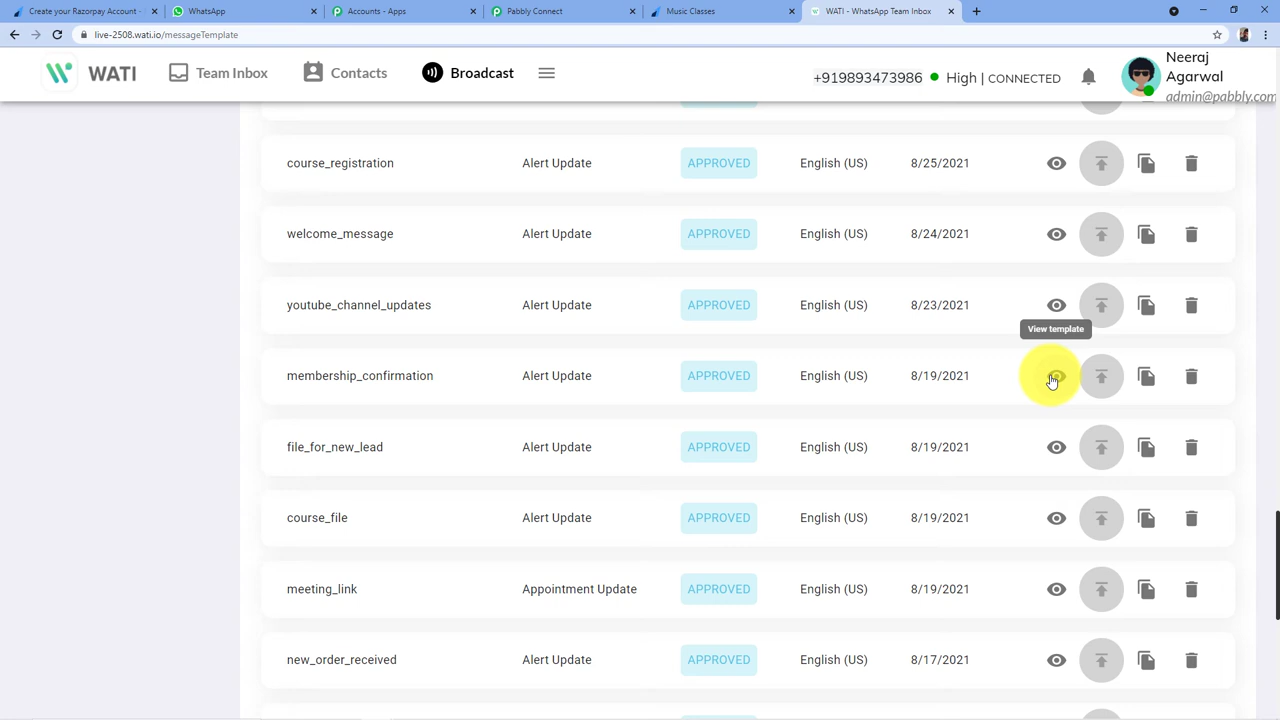 Create your Razorpay Account -
WhatsApp
Accounts - Apps
Pabbly Connect
Music Classes
WATI - WhatsApp Team Inbox
live-2508.wati.io/messageTemplate
WATI
Team Inbox
Contacts
Broadcast
+919893473986
High | CONNECTED
Neeraj
Agarwal
admin@pabbly.com
course_registration Alert Update APPROVED English (US) 8/25/2021
welcome_message Alert Update APPROVED English (US) 8/24/2021
youtube_channel_updates Alert Update APPROVED English (US) 8/23/2021
View template
membership_confirmation Alert Update APPROVED English (US) 8/19/2021
file_for_new_lead Alert Update APPROVED English (US) 8/19/2021
course_file Alert Update APPROVED English (US) 8/19/2021
meeting_link Appointment Update APPROVED English (US) 8/19/2021
new_order_received Alert Update APPROVED English (US) 8/17/2021